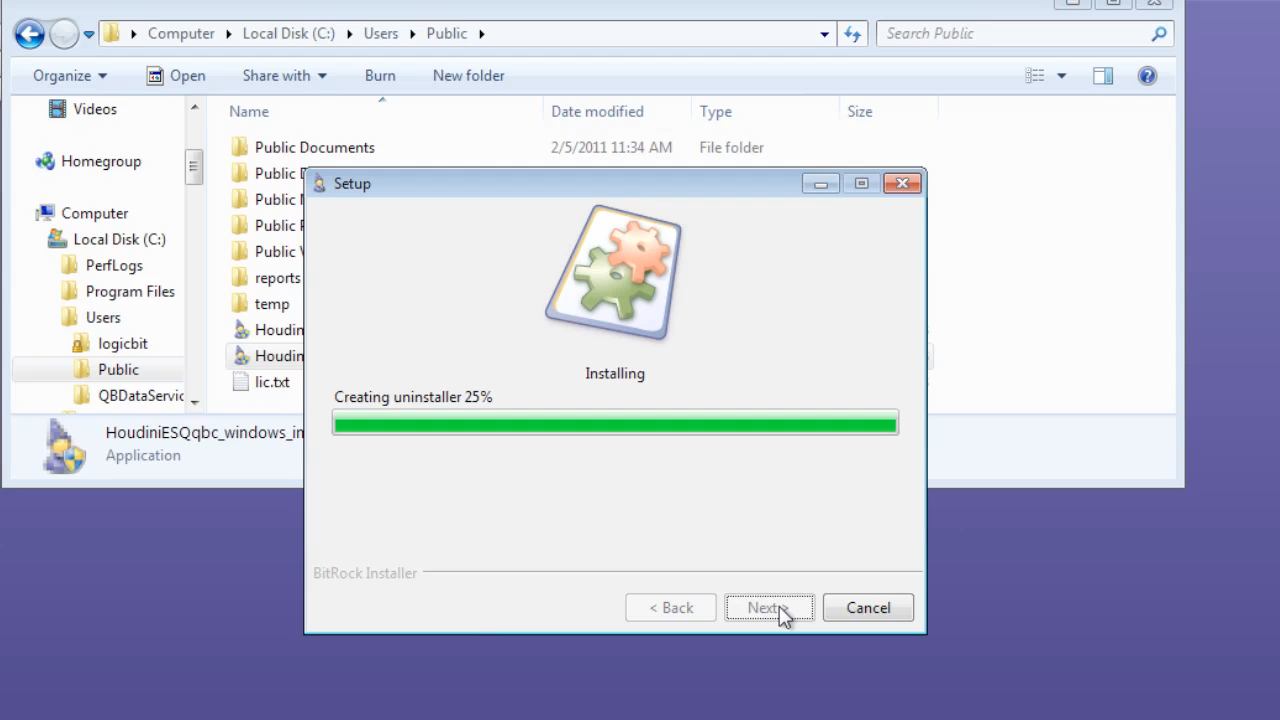 Computer Local Disk (C:) Users Public
Search Public
Organize Open Share with Burn New folder
Name Date modified Type Size
Videos
Homegroup
Computer
Local Disk (C:)
PerfLogs
Program Files
Users
logicbit
Public
QBDataServic
Public Documents 2/5/2011 11:34 AM File folder
Public
Public
Public
Public
reports
temp
Houdin
Houdin
lic.txt
HoudiniESQqbc_windows_in
Application
Setup
Installing
Creating uninstaller 25%
BitRock Installer
< Back Next > Cancel